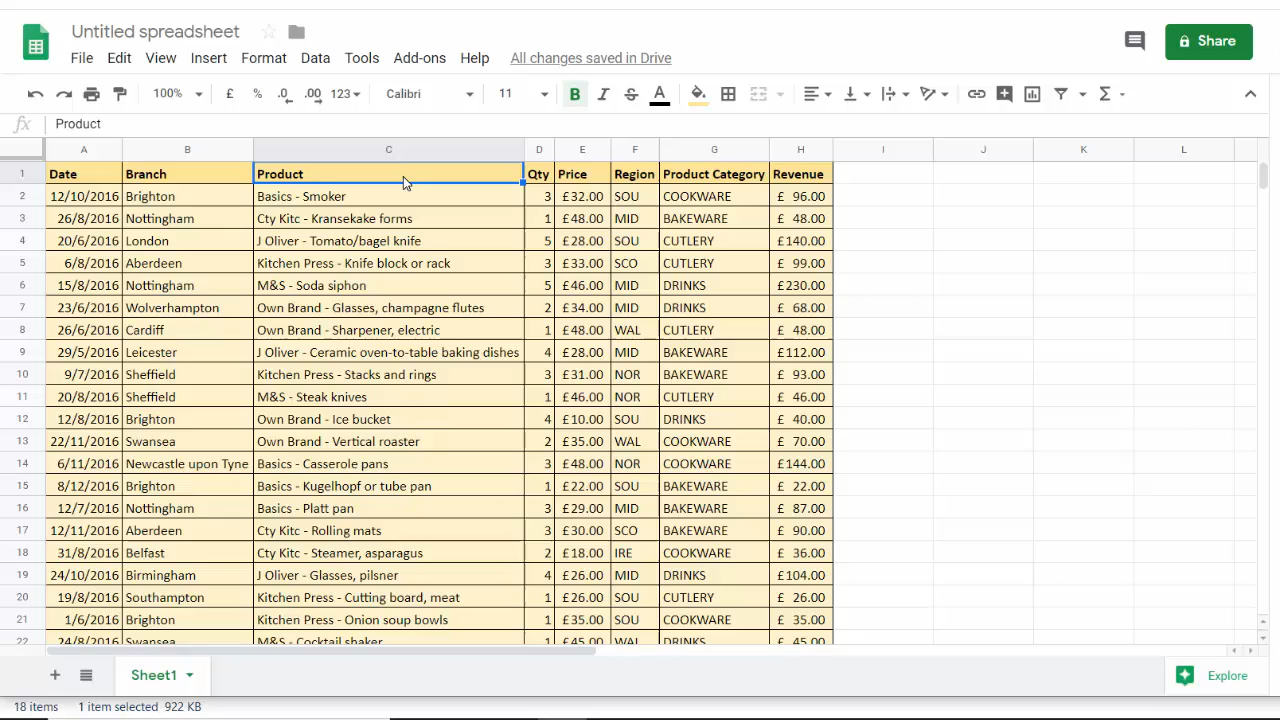 Untitled spreadsheet
Share
File Edit View Insert Format Data Tools Add-ons Help All changes saved in Drive
100% £ % .0 .00 123 Calibri 11 B I S A Σ
fx Product
A B C D E F G H I J K L
1 Date Branch Product Qty Price Region Product Category Revenue
2 12/10/2016 Brighton Basics - Smoker 3 £32.00 SOU COOKWARE £ 96.00
3 26/8/2016 Nottingham Cty Kitc - Kransekake forms 1 £48.00 MID BAKEWARE £ 48.00
4 20/6/2016 London J Oliver - Tomato/bagel knife 5 £28.00 SOU CUTLERY £140.00
5 6/8/2016 Aberdeen Kitchen Press - Knife block or rack 3 £33.00 SCO CUTLERY £ 99.00
6 15/8/2016 Nottingham M&S - Soda siphon 5 £46.00 MID DRINKS £230.00
7 23/6/2016 Wolverhampton Own Brand - Glasses, champagne flutes 2 £34.00 MID DRINKS £ 68.00
8 26/6/2016 Cardiff Own Brand - Sharpener, electric 1 £48.00 WAL CUTLERY £ 48.00
9 29/5/2016 Leicester J Oliver - Ceramic oven-to-table baking dishes 4 £28.00 MID BAKEWARE £112.00
10 9/7/2016 Sheffield Kitchen Press - Stacks and rings 3 £31.00 NOR BAKEWARE £ 93.00
11 20/8/2016 Sheffield M&S - Steak knives 1 £46.00 NOR CUTLERY £ 46.00
12 12/8/2016 Brighton Own Brand - Ice bucket 4 £10.00 SOU DRINKS £ 40.00
13 22/11/2016 Swansea Own Brand - Vertical roaster 2 £35.00 WAL COOKWARE £ 70.00
14 6/11/2016 Newcastle upon Tyne Basics - Casserole pans 3 £48.00 NOR COOKWARE £144.00
15 8/12/2016 Brighton Basics - Kugelhopf or tube pan 1 £22.00 SOU BAKEWARE £ 22.00
16 12/7/2016 Nottingham Basics - Platt pan 3 £29.00 MID BAKEWARE £ 87.00
17 12/11/2016 Aberdeen Cty Kitc - Rolling mats 3 £30.00 SCO BAKEWARE £ 90.00
18 31/8/2016 Belfast Cty Kitc - Steamer, asparagus 2 £18.00 IRE COOKWARE £ 36.00
19 24/10/2016 Birmingham J Oliver - Glasses, pilsner 4 £26.00 MID DRINKS £104.00
20 19/8/2016 Southampton Kitchen Press - Cutting board, meat 1 £26.00 SOU CUTLERY £ 26.00
21 1/6/2016 Brighton Kitchen Press - Onion soup bowls 1 £35.00 SOU COOKWARE £ 35.00
22 24/8/2016 Swansea M&S - Cocktail shaker 1 £45.00 WAL DRINKS £ 45.00
Sheet1
Explore
18 items 1 item selected 922 KB